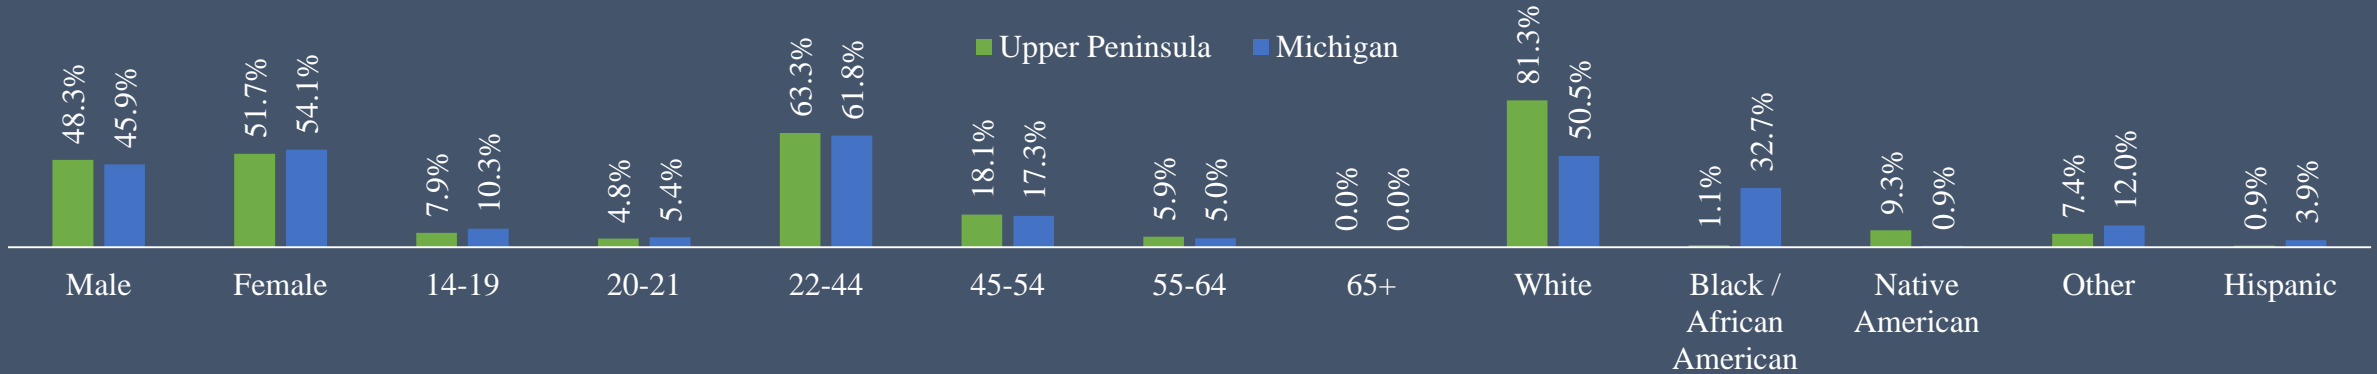 Upper Peninsula
Michigan
48.3%
45.9%
51.7%
54.1%
7.9%
10.3%
4.8%
5.4%
63.3%
61.8%
18.1%
17.3%
5.9%
5.0%
0.0%
0.0%
81.3%
50.5%
1.1%
32.7%
9.3%
0.9%
7.4%
12.0%
0.9%
3.9%
Male
Female
14-19
20-21
22-44
45-54
55-64
65+
White
Black /
African
American
Native
American
Other
Hispanic